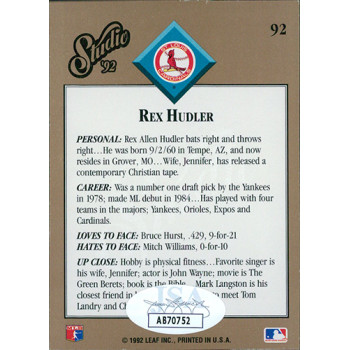 Studio '92
92
ST. LOUIS CARDINALS
REX HUDLER
PERSONAL: Rex Allen Hudler bats right and throws
right…He was born 9/2/60 in Tempe, AZ, and now
resides in Grover, MO…Wife, Jennifer, has released a
contemporary Christian tape.
CAREER: Was a number one draft pick by the Yankees
in 1978; made ML debut in 1984…Has played with four
teams in the majors; Yankees, Orioles, Expos and
Cardinals.
LOVES TO FACE: Bruce Hurst, .429, 9-for-21
HATES TO FACE: Mitch Williams, 0-for-10
UP CLOSE: Hobby is physical fitness…Favorite singer is
his wife, Jennifer; actor is John Wayne; movie is The
Green Berets; book is the Bible… Mark Langston is his
closest friend in to meet Tom
Landry and Ch
JSA
AB70752
© 1992 LEAF INC., PRINTED IN U.S.A.